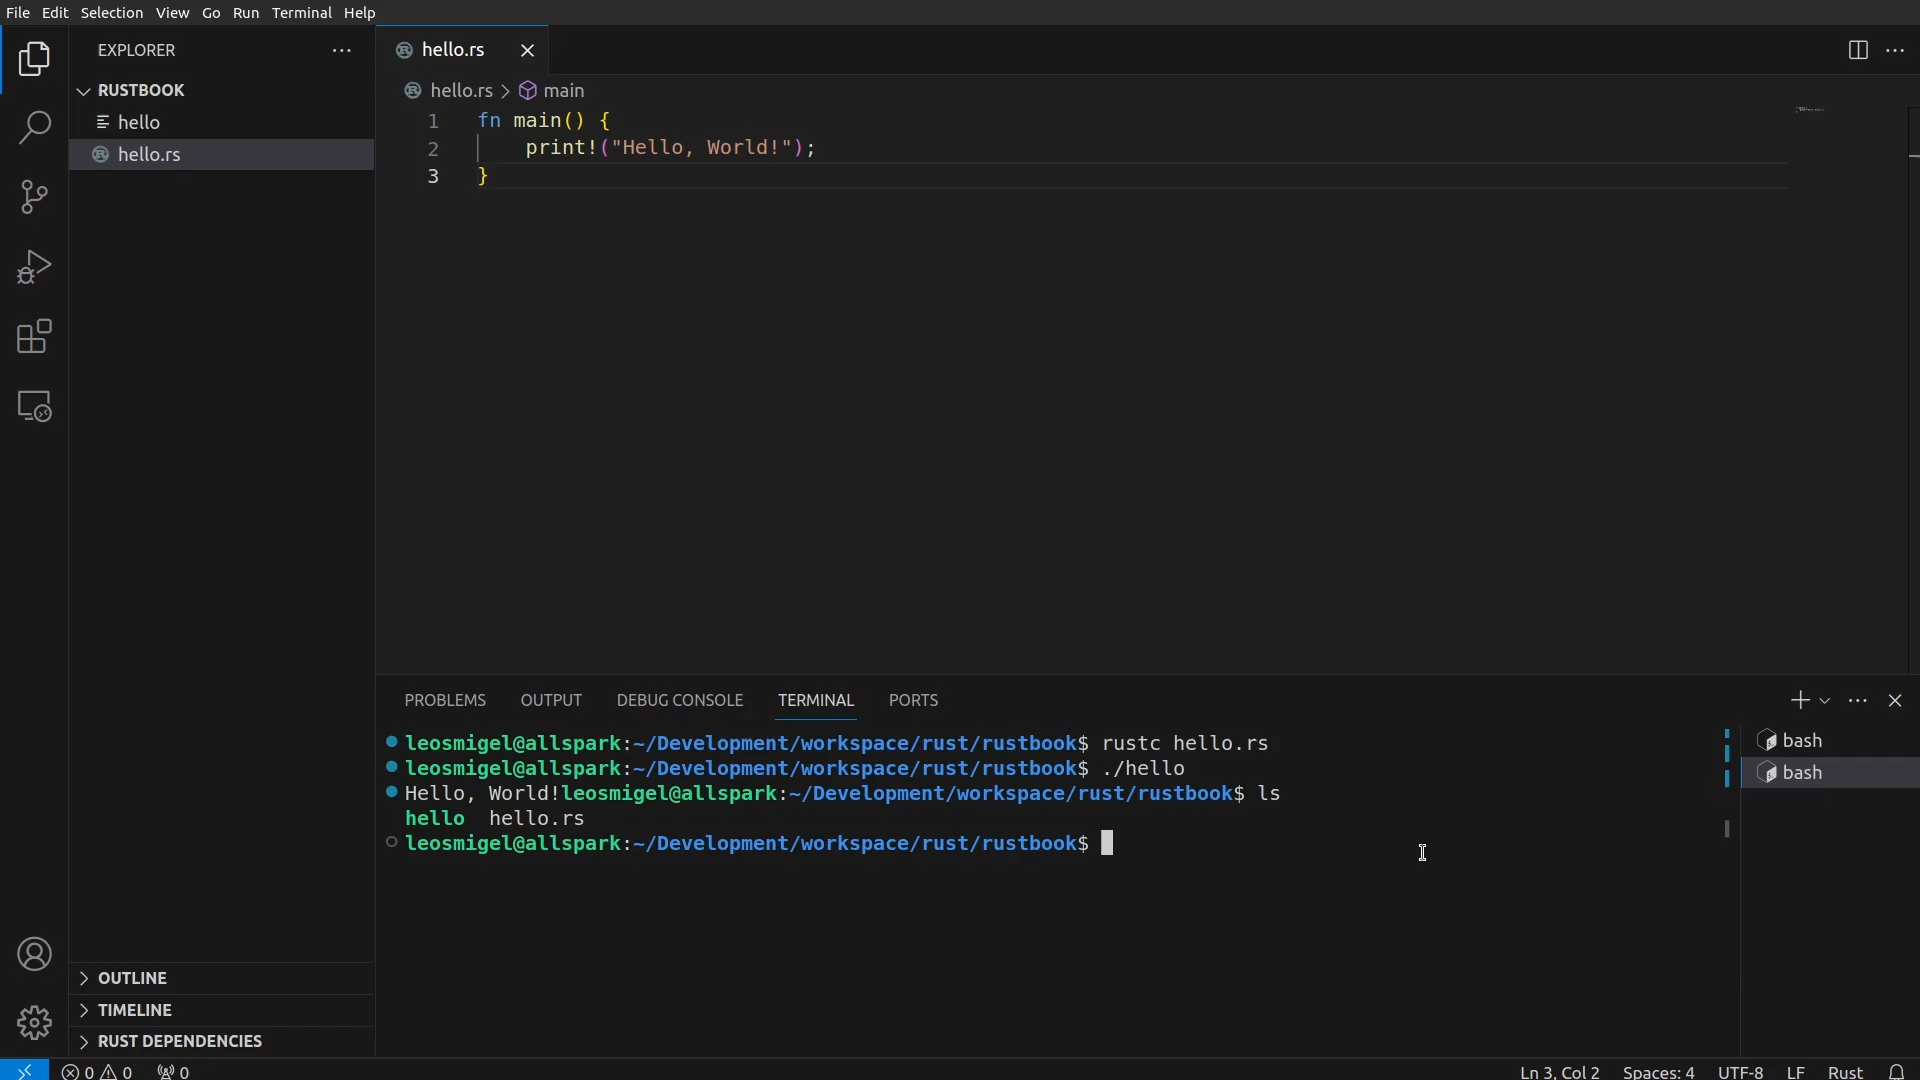 File Edit Selection View Go Run Terminal Help
EXPLORER
RUSTBOOK
hello
hello.rs
OUTLINE
TIMELINE
RUST DEPENDENCIES
hello.rs
hello.rs > main
1 fn main() {
2     print!("Hello, World!");
3 }
PROBLEMS OUTPUT DEBUG CONSOLE TERMINAL PORTS
leosmigel@allspark:~/Development/workspace/rust/rustbook$ rustc hello.rs
leosmigel@allspark:~/Development/workspace/rust/rustbook$ ./hello
Hello, World!leosmigel@allspark:~/Development/workspace/rust/rustbook$ ls
hello  hello.rs
leosmigel@allspark:~/Development/workspace/rust/rustbook$
bash
bash
0 0 0 Ln 3, Col 2 Spaces: 4 UTF-8 LF Rust